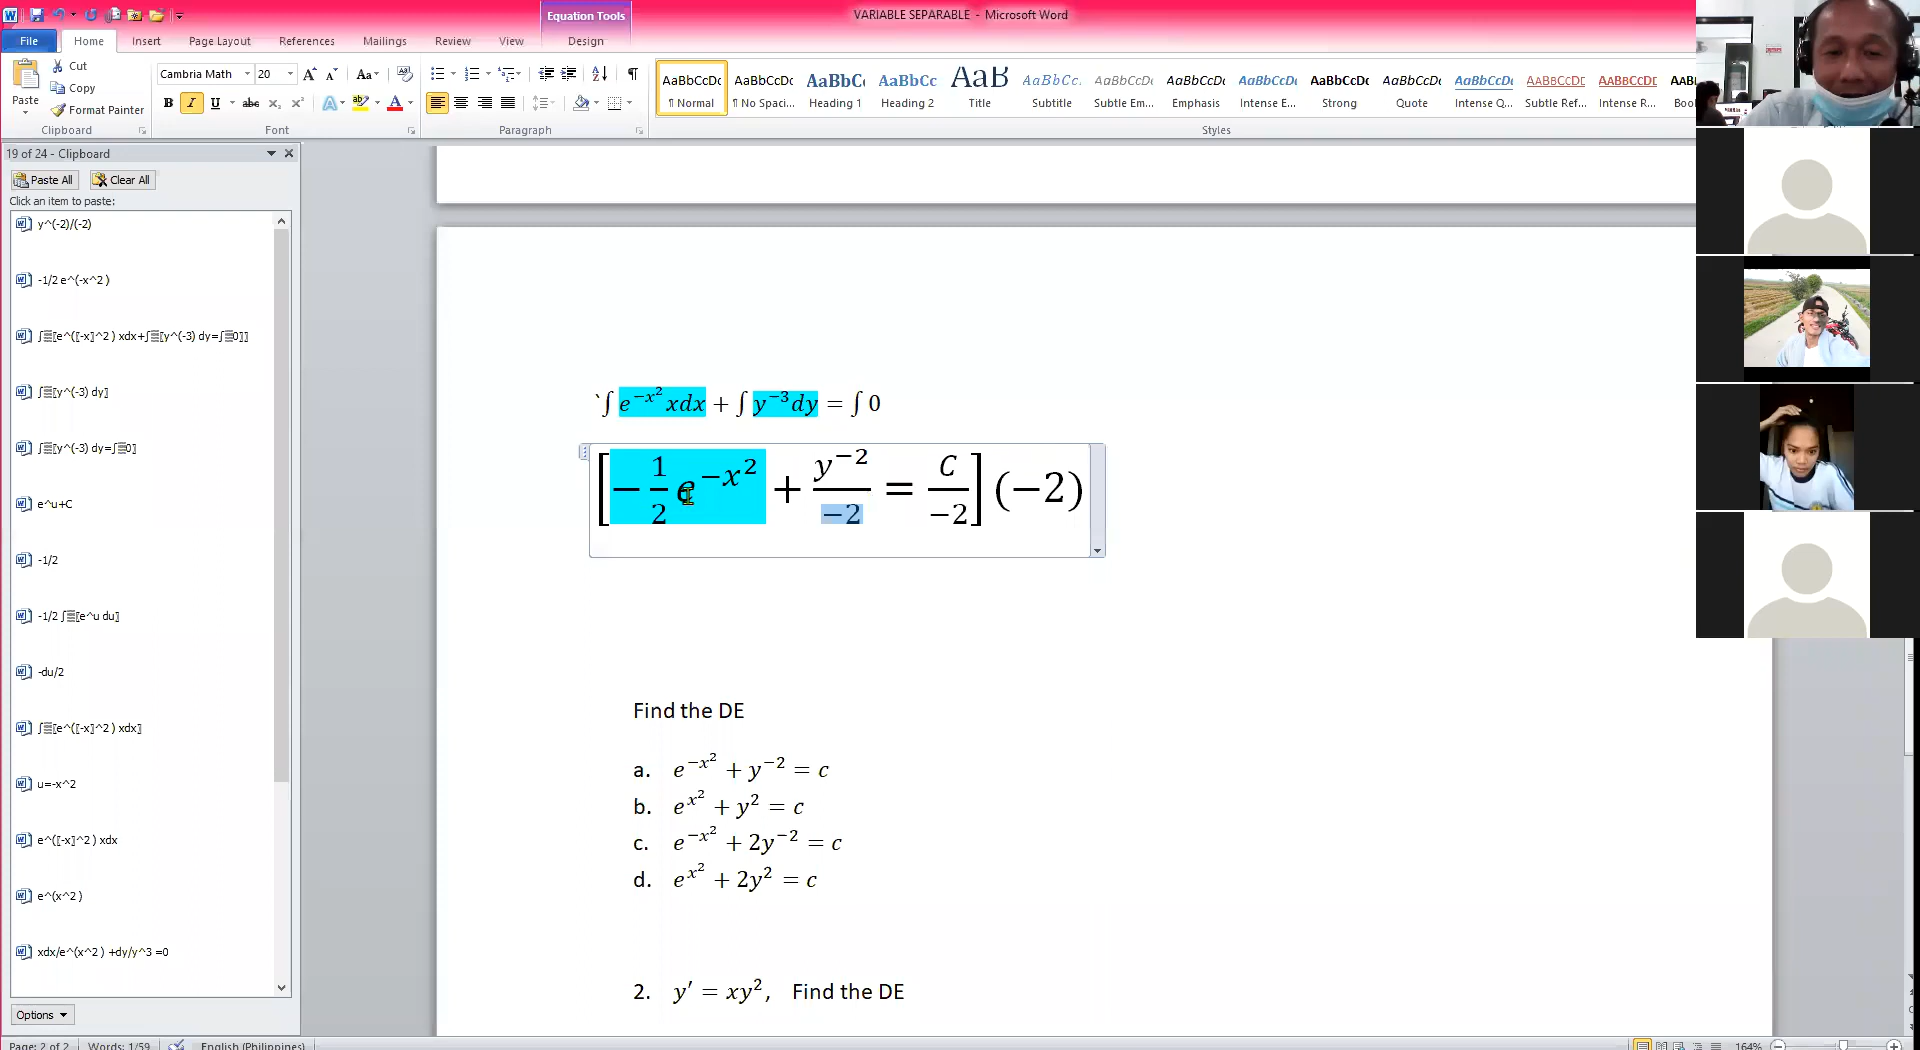 VARIABLE SEPARABLE - Microsoft Word
Equation Tools
File Home Insert Page Layout References Mailings Review View Design
Paste
Cut
Copy
Format Painter
Clipboard
Cambria Math 20
Font
Paragraph
AaBbCcDc AaBbCcDc AaBbC( AaBbCc AaB AaBbCc. AaBbCcDc AaBbCcDc AaBbCcDc AaBbCcDc AaBbCcDc AaBbCcDc AaBbCcDc AaBbCcDc
¶ Normal ¶ No Spaci... Heading 1 Heading 2 Title Subtitle Subtle Em... Emphasis Intense E... Strong Quote Intense Q... Subtle Ref... Intense R... Boo
Styles
19 of 24 - Clipboard
Paste All Clear All
Click an item to paste:
y^(-2)/(-2)
-1/2 e^(-x^2 )
∫▒〖e^(〖-x〗^2 ) xdx+∫▒〖y^(-3) dy=∫▒0〗〗
∫▒〖y^(-3) dy〗
∫▒〖y^(-3) dy=∫▒0〗
e^u+C
-1/2
-1/2 ∫▒〖e^u du〗
-du/2
∫▒〖e^(〖-x〗^2 ) xdx〗
u=-x^2
e^(〖-x〗^2 ) xdx
e^(x^2 )
xdx/e^(x^2 ) +dy/y^3 =0
Options
`∫ e^{-x^2} xdx + ∫ y^{-3} dy = ∫ 0
[-\frac{1}{2} e^{-x^2} + \frac{y^{-2}}{-2} = \frac{C}{-2}] (-2)
Find the DE
a. e^{-x^2} + y^{-2} = c
b. e^{x^2} + y^2 = c
c. e^{-x^2} + 2y^{-2} = c
d. e^{x^2} + 2y^2 = c
2. y′ = xy^2, Find the DE
Page: 2 of 2 Words: 1/59 English (Philippines) 164%